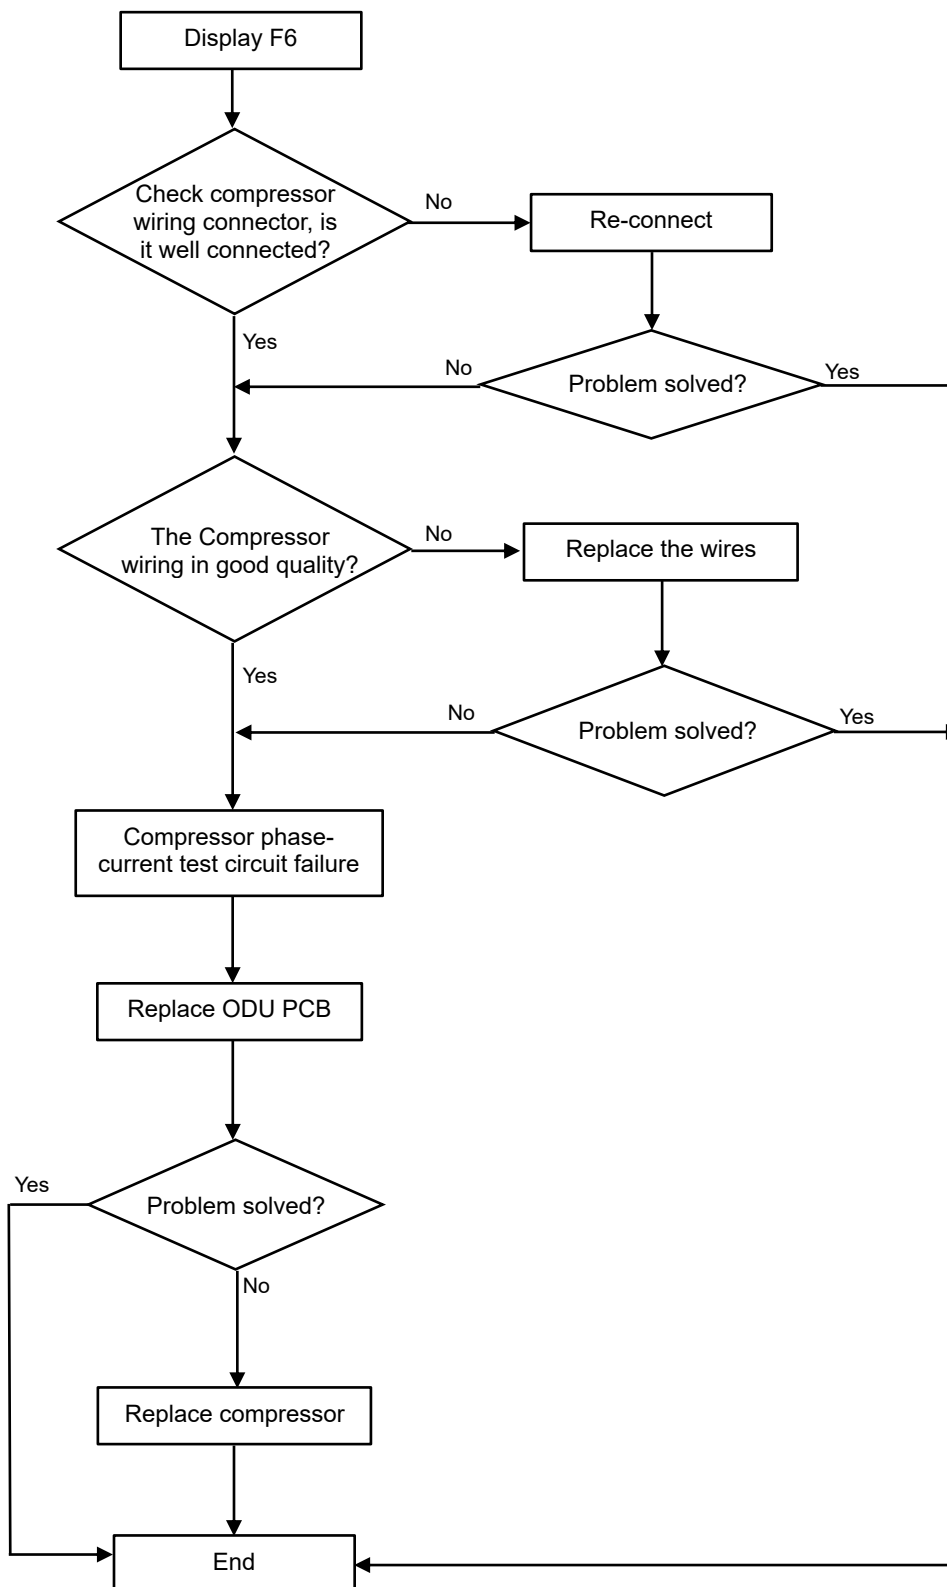 Display F6
Check compressor
wiring connector, is
it well connected?
No
Re-connect
Yes
No
Problem solved?
Yes
The Compressor
wiring in good quality?
No
Replace the wires
Yes
No
Problem solved?
Yes
Compressor phase-
current test circuit failure
Replace ODU PCB
Yes
Problem solved?
No
Replace compressor
End